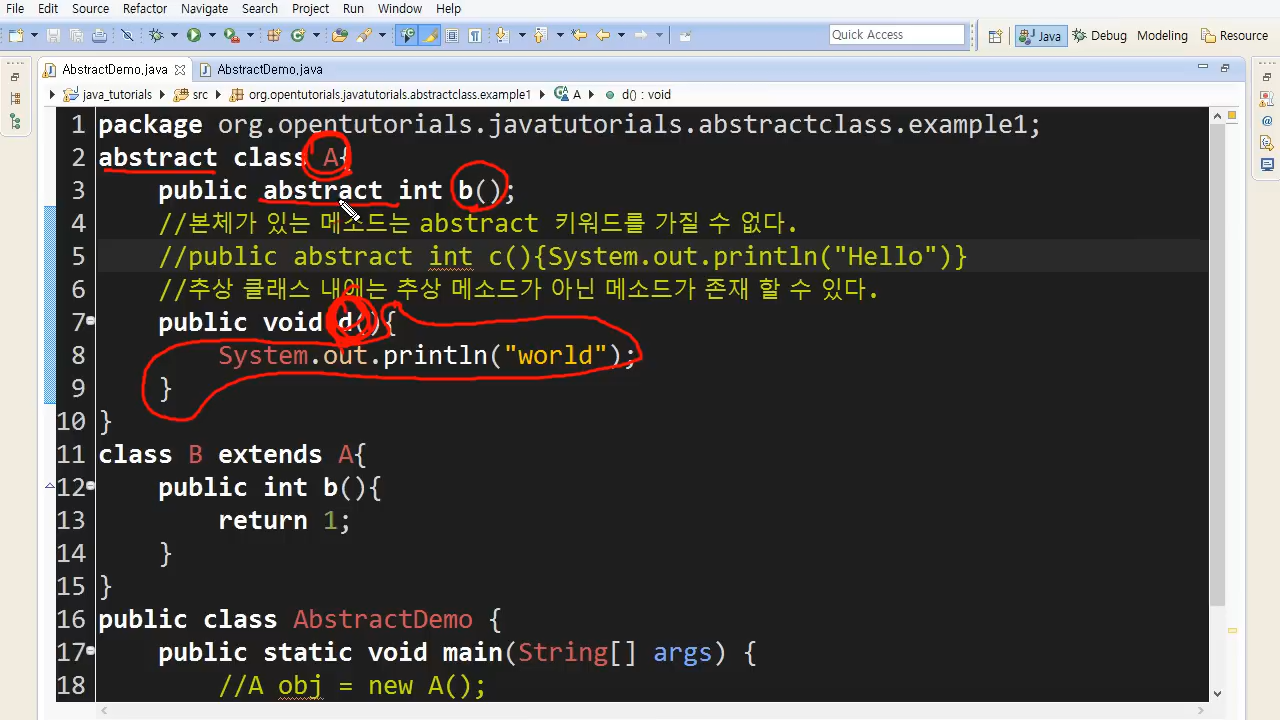 File Edit Source Refactor Navigate Search Project Run Window Help
Quick Access Java Debug Modeling Resource
AbstractDemo.java AbstractDemo.java
java_tutorials src org.opentutorials.javatutorials.abstractclass.example1 A d() : void
1 package org.opentutorials.javatutorials.abstractclass.example1;
2 abstract class A{
3 public abstract int b();
4 //본체가 있는 메소드는 abstract 키워드를 가질 수 없다.
5 //public abstract int c(){System.out.println("Hello")}
6 //추상 클래스 내에는 추상 메소드가 아닌 메소드가 존재 할 수 있다.
7 public void d(){
8 System.out.println("world");
9 }
10 }
11 class B extends A{
12 public int b(){
13 return 1;
14 }
15 }
16 public class AbstractDemo {
17 public static void main(String[] args) {
18 //A obj = new A();